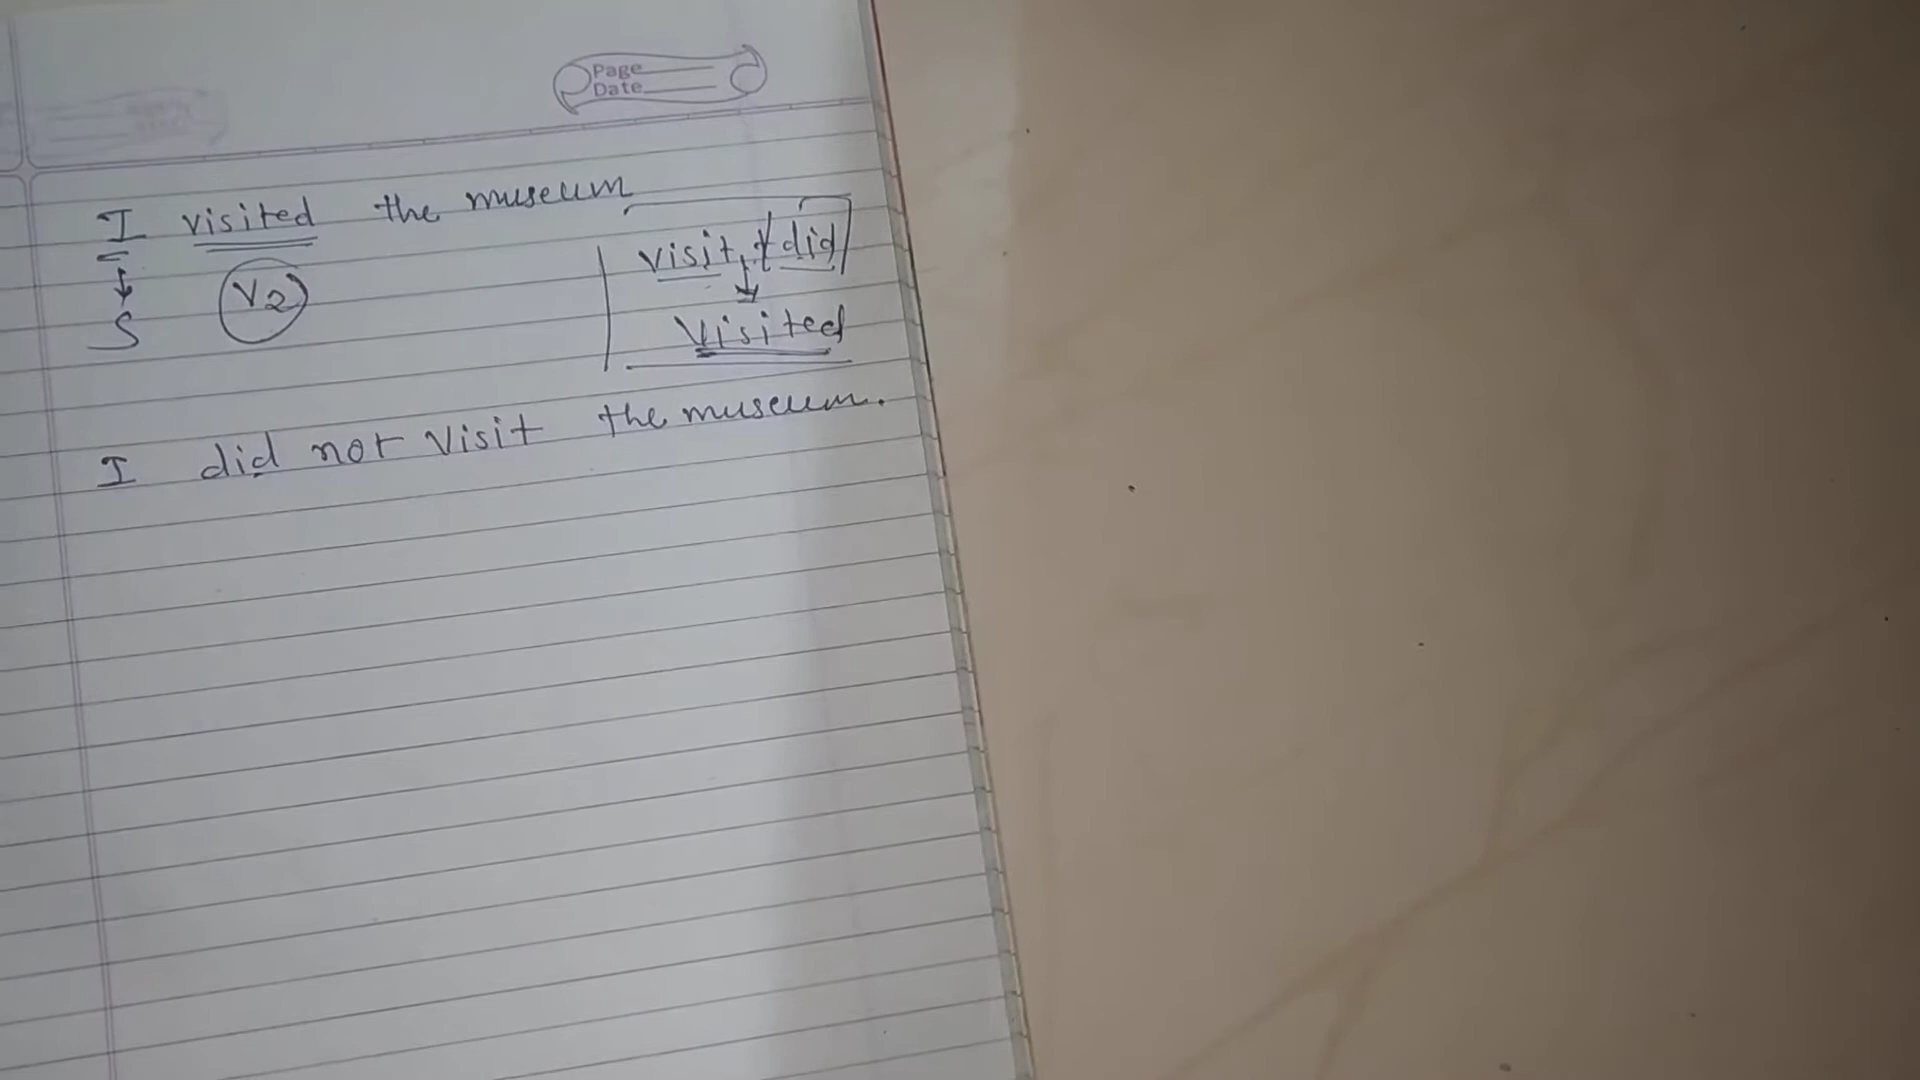 Page
Date
I visited the museum
visit + did
V2
S
Visited
I did not Visit the museum.